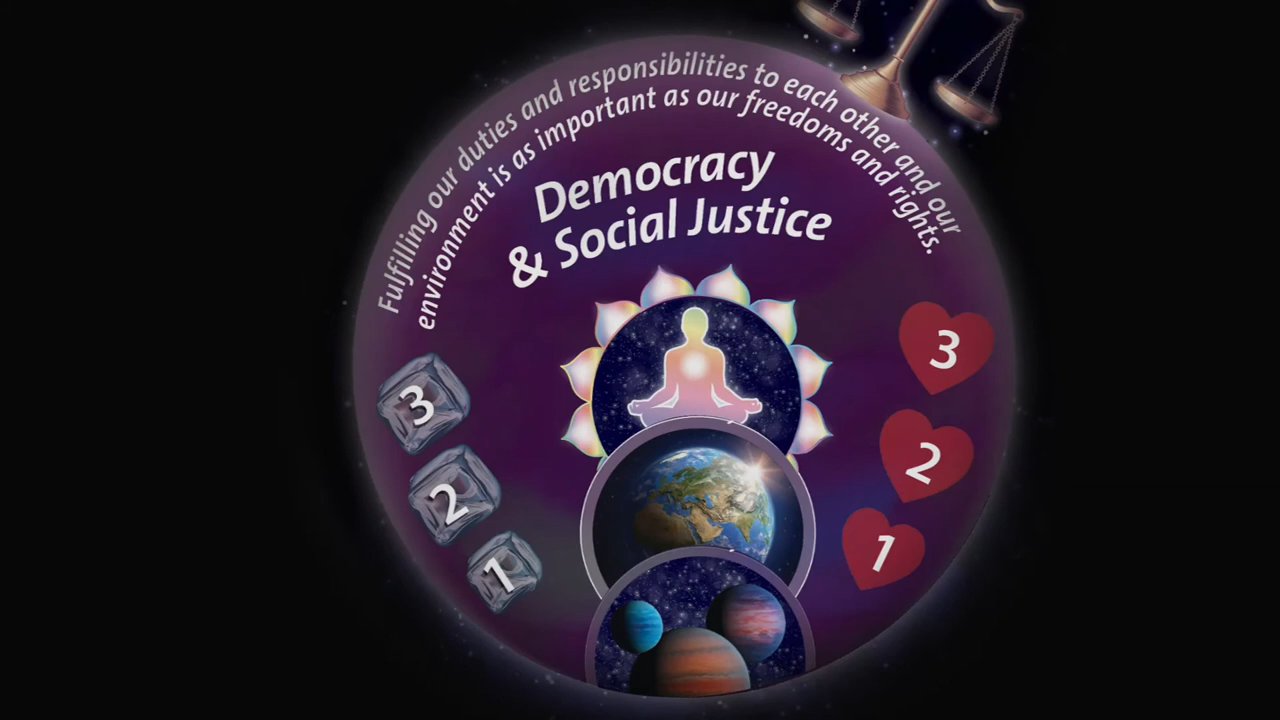 Fulfilling our duties and responsibilities to each other and our
environment is as important as our freedoms and rights.
Democracy
& Social Justice
3
2
1
3
2
1